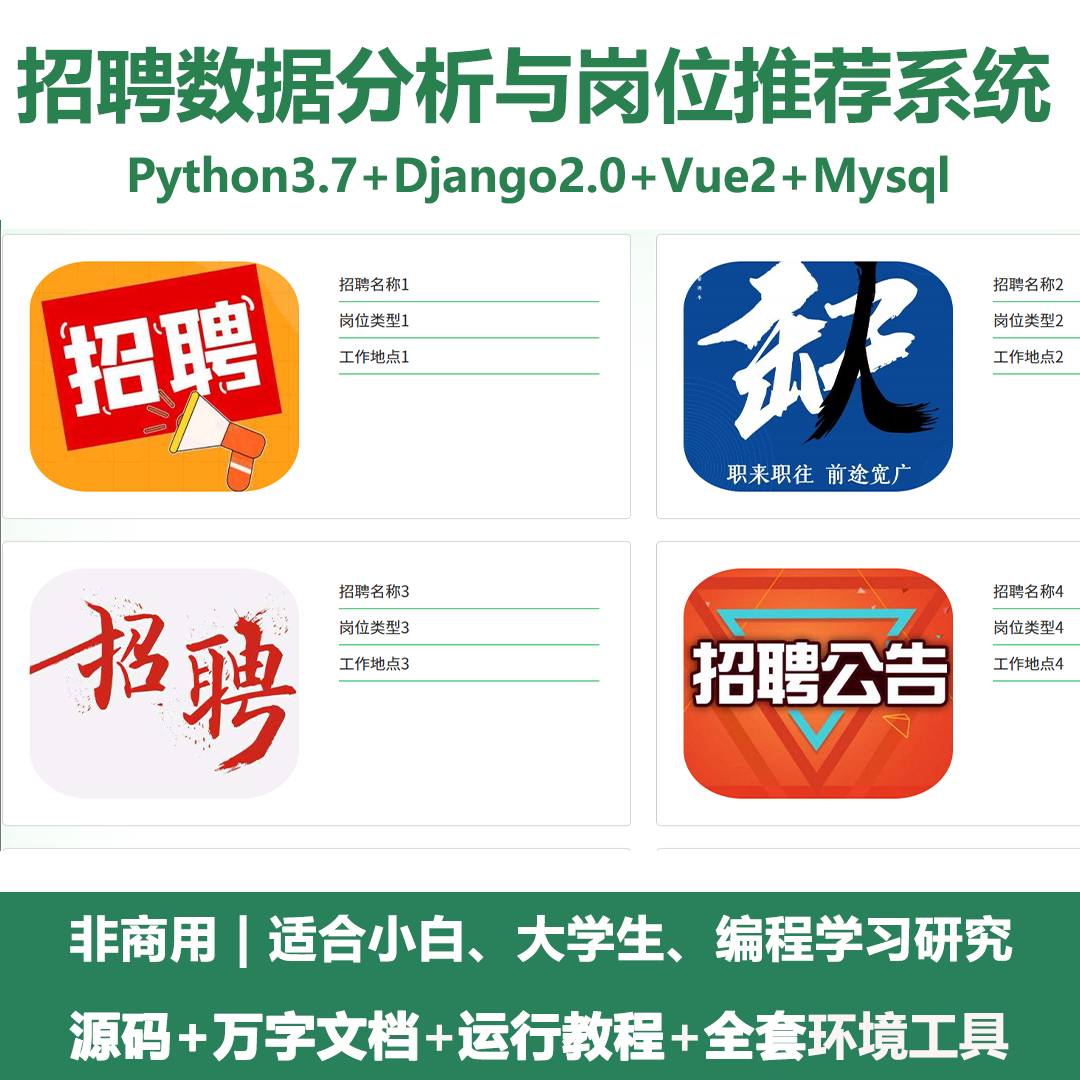 招聘数据分析与岗位推荐系统
Python3.7+Django2.0+Vue2+Mysql
招聘
招聘名称1
岗位类型1
工作地点1
职来职往 前途宽广
招聘名称2
岗位类型2
工作地点2
招聘
招聘名称3
岗位类型3
工作地点3
招聘公告
招聘名称4
岗位类型4
工作地点4
非商用｜适合小白、大学生、编程学习研究
源码+万字文档+运行教程+全套环境工具